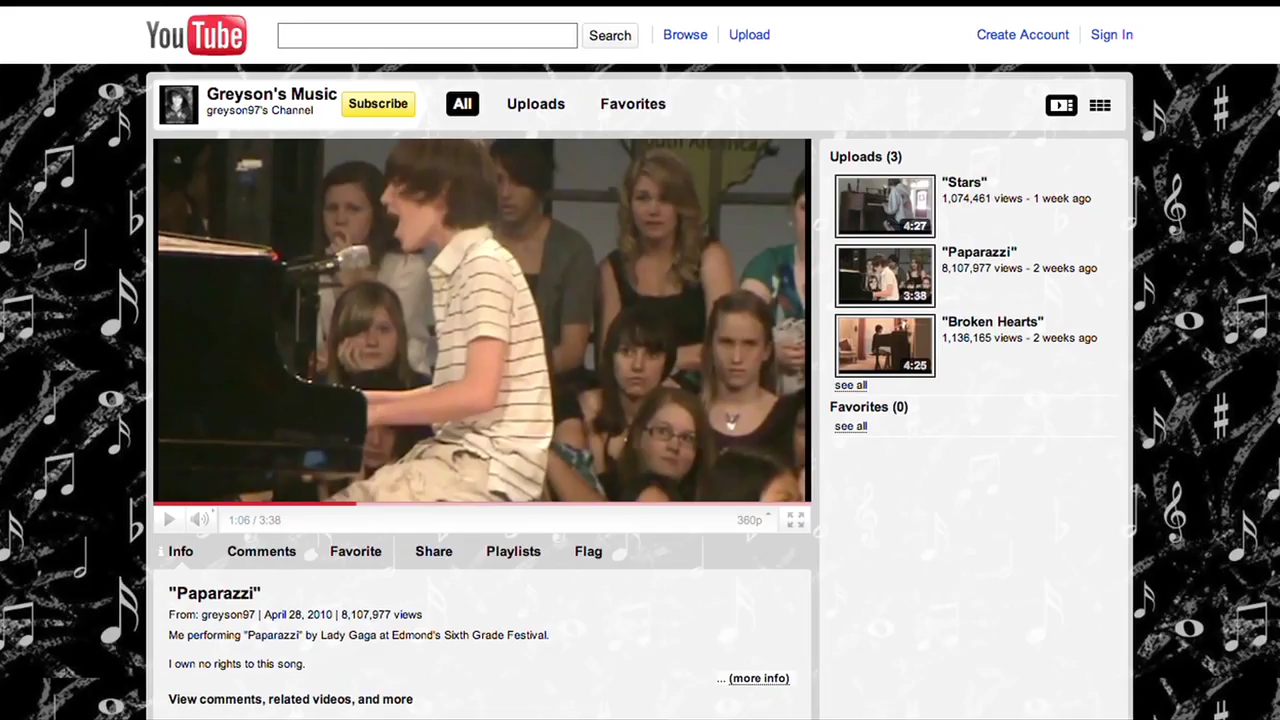 YouTube
Search
Browse
Upload
Create Account
Sign In
Greyson's Music
greyson97's Channel
Subscribe
All
Uploads
Favorites
Uploads (3)
"Stars"
1,074,461 views - 1 week ago
4:27
"Paparazzi"
8,107,977 views - 2 weeks ago
3:38
"Broken Hearts"
1,136,165 views - 2 weeks ago
4:25
see all
Favorites (0)
see all
1:06 / 3:38
360p
Info
Comments
Favorite
Share
Playlists
Flag
"Paparazzi"
From: greyson97 | April 28, 2010 | 8,107,977 views
Me performing "Paparazzi" by Lady Gaga at Edmond's Sixth Grade Festival.
I own no rights to this song.
... (more info)
View comments, related videos, and more